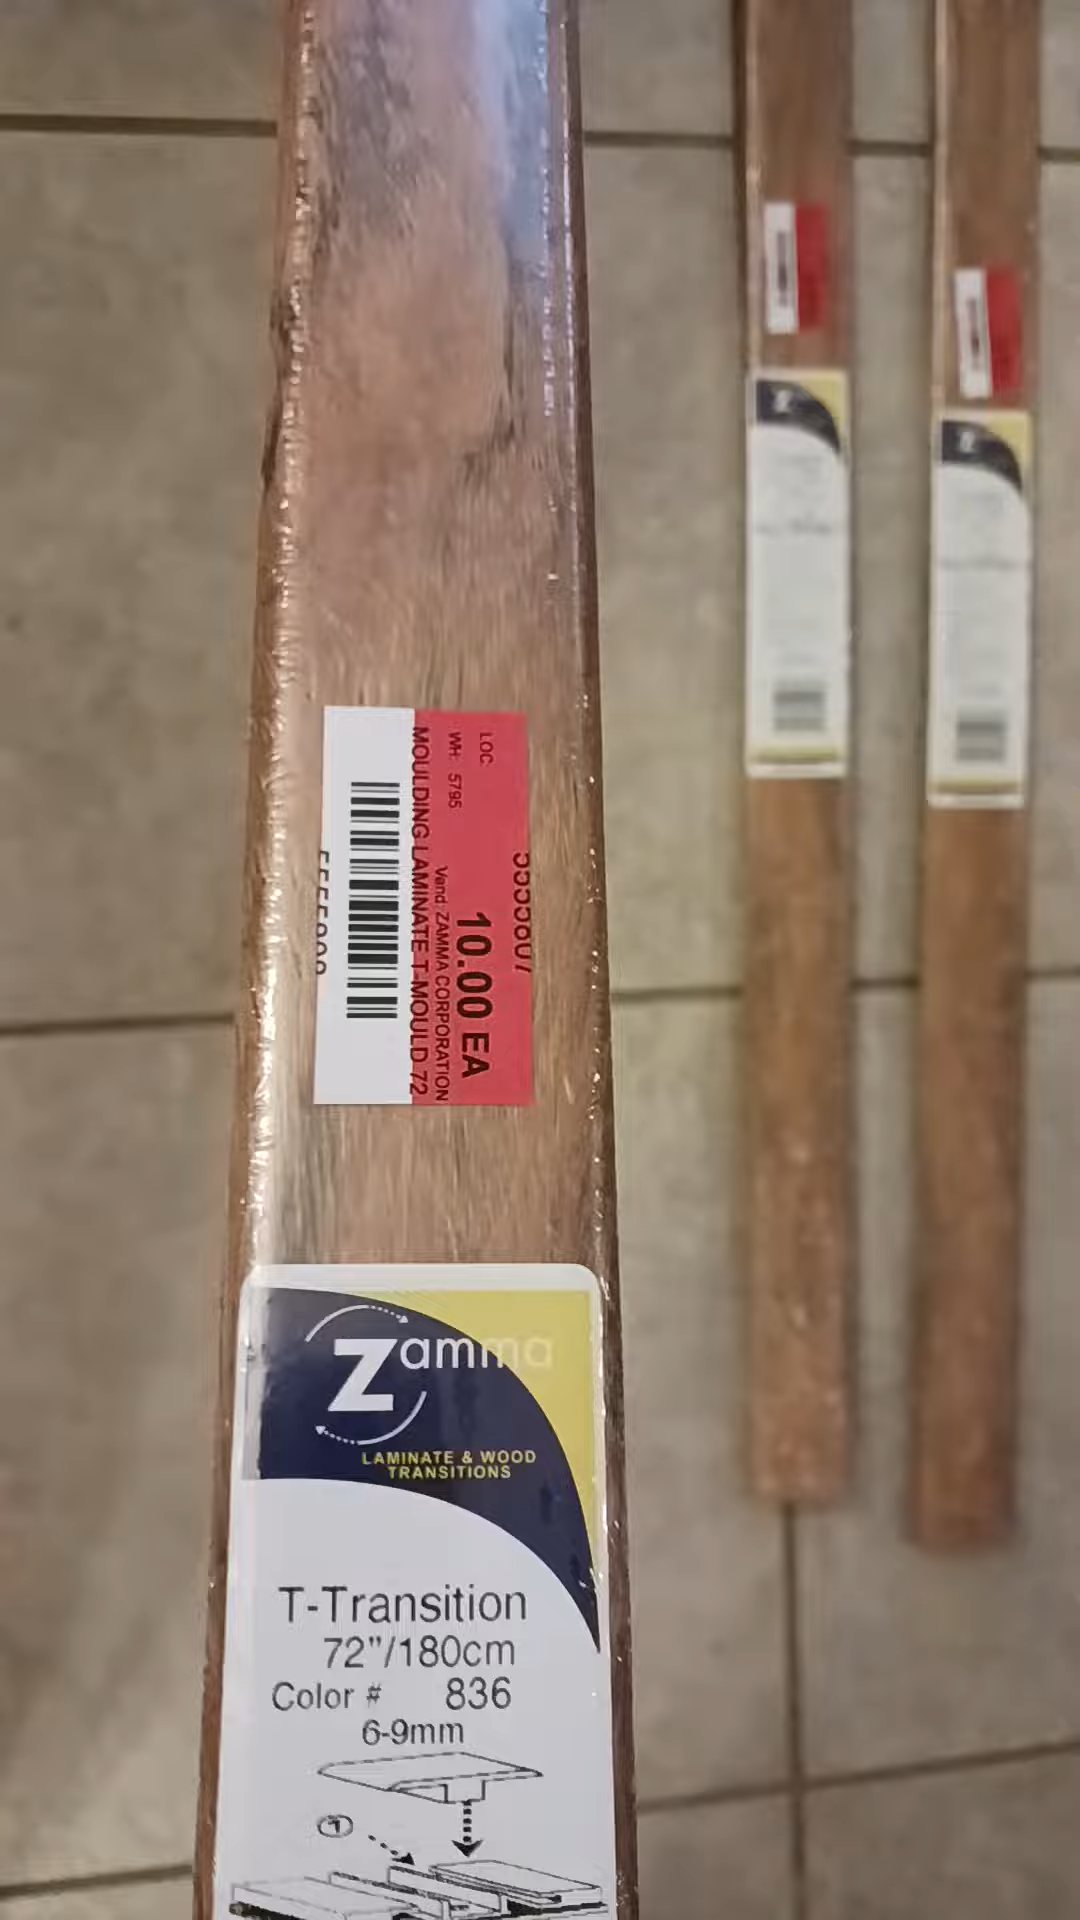 LOC
WH: 5795
10.00 EA
Vend: ZAMMA CORPORATION
MOULDING LAMINATE T-MOULD 72
Zamma
LAMINATE & WOOD
TRANSITIONS
T-Transition
72"/180cm
Color # 836
6-9mm
1